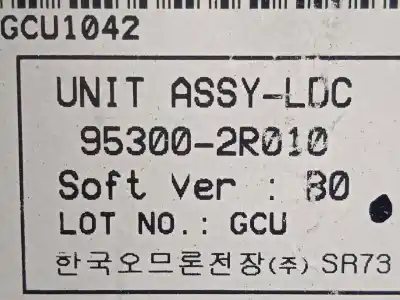 GCU1042
UNIT ASSY-LDC
95300-2R010
Soft Ver : B0
LOT NO.: GCU
한국오므론전장(주) SR73